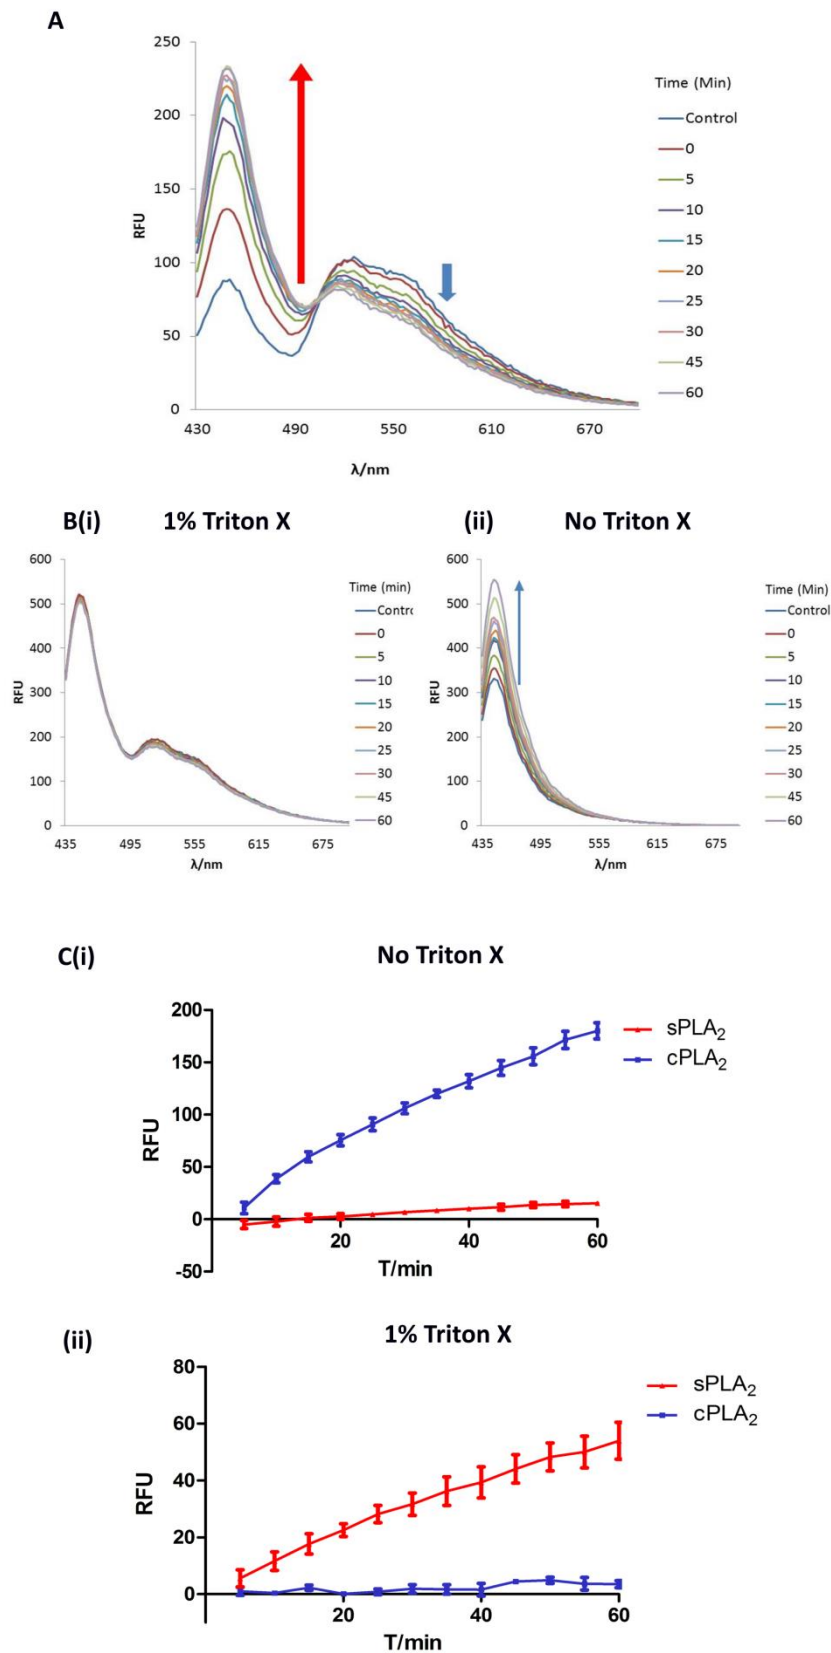 A
250
200
150
100
50
0
RFU
430 490 550 610 670
λ/nm
Time (Min)
Control
0
5
10
15
20
25
30
45
60
B(i) 1% Triton X
600
500
400
300
200
100
0
RFU
435 495 555 615 675
λ/nm
Time (min)
Contrc
0
5
10
15
20
25
30
45
60
(ii) No Triton X
600
500
400
300
200
100
0
RFU
435 495 555 615 675
λ/nm
Time (Min)
Control
0
5
10
15
20
25
30
45
60
C(i) No Triton X
200
150
100
50
0
-50
RFU
20 40 60
T/min
sPLA₂
cPLA₂
(ii) 1% Triton X
80
60
40
20
0
RFU
20 40 60
T/min
sPLA₂
cPLA₂